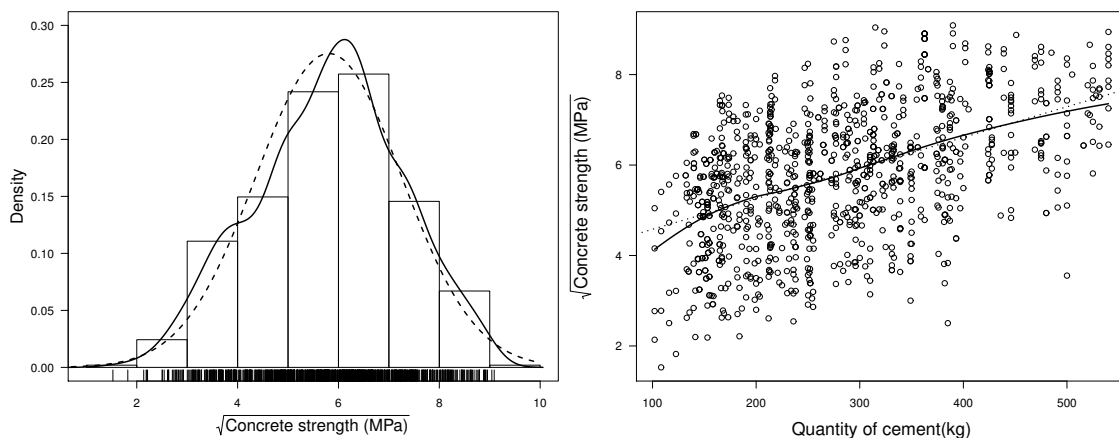 0.30
0.25
0.20
0.15
0.10
0.05
0.00
Density
2 4 6 8 10
√Concrete strength (MPa)
8
6
4
2
√Concrete strength (MPa)
100 200 300 400 500
Quantity of cement(kg)